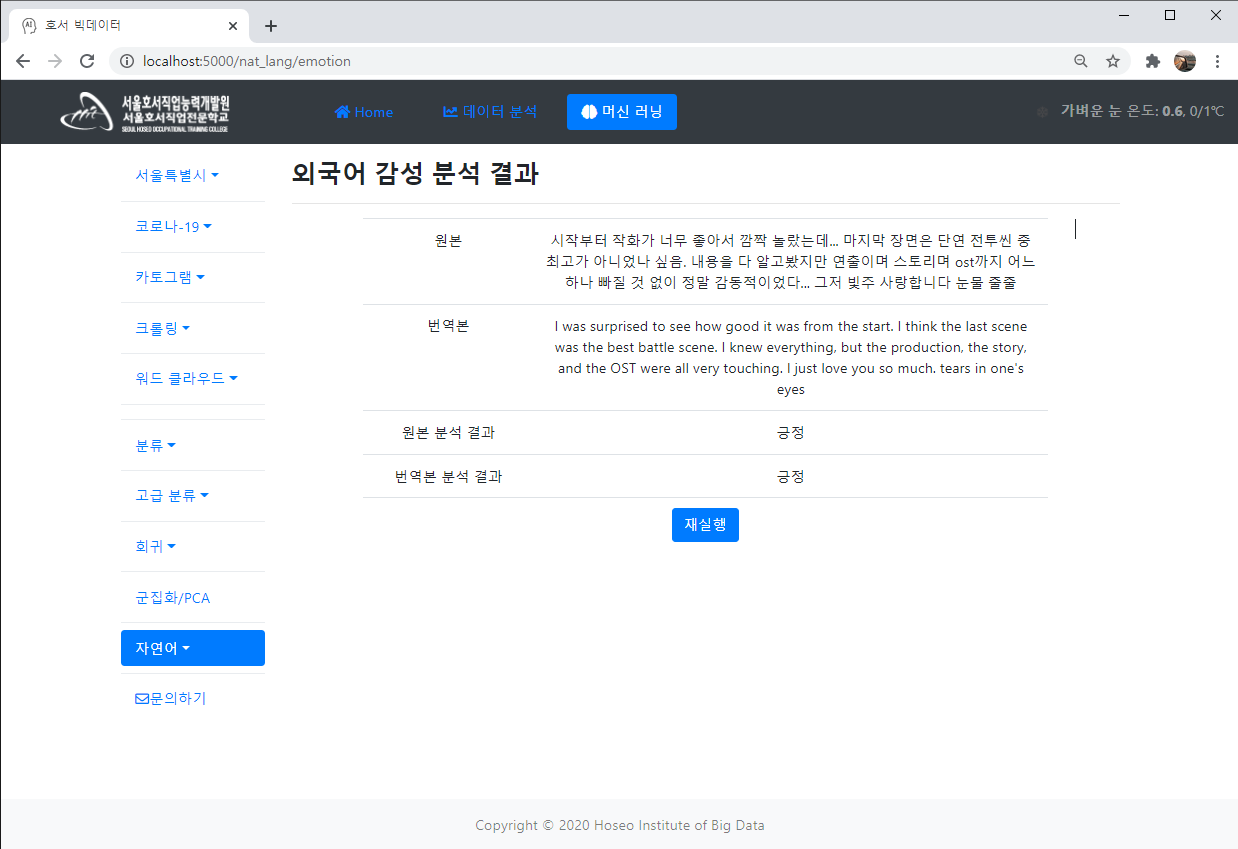 호서 빅데이터
localhost:5000/nat_lang/emotion
서울호서직업능력개발원
서울호서직업전문학교
SEOUL HOSEO OCCUPATIONAL TRAINING COLLEGE
Home
데이터 분석
머신 러닝
가벼운 눈 온도: 0.6, 0/1℃
서울특별시
코로나-19
카토그램
크롤링
워드 클라우드
분류
고급 분류
회귀
군집화/PCA
자연어
문의하기
외국어 감성 분석 결과
원본
시작부터 작화가 너무 좋아서 깜짝 놀랐는데... 마지막 장면은 단연 전투씬 중
최고가 아니었나 싶음. 내용을 다 알고봤지만 연출이며 스토리며 ost까지 어느
하나 빠질 것 없이 정말 감동적이었다... 그저 빛주 사랑합니다 눈물 줄줄
번역본
I was surprised to see how good it was from the start. I think the last scene
was the best battle scene. I knew everything, but the production, the story,
and the OST were all very touching. I just love you so much. tears in one's
eyes
원본 분석 결과
긍정
번역본 분석 결과
긍정
재실행
Copyright © 2020 Hoseo Institute of Big Data